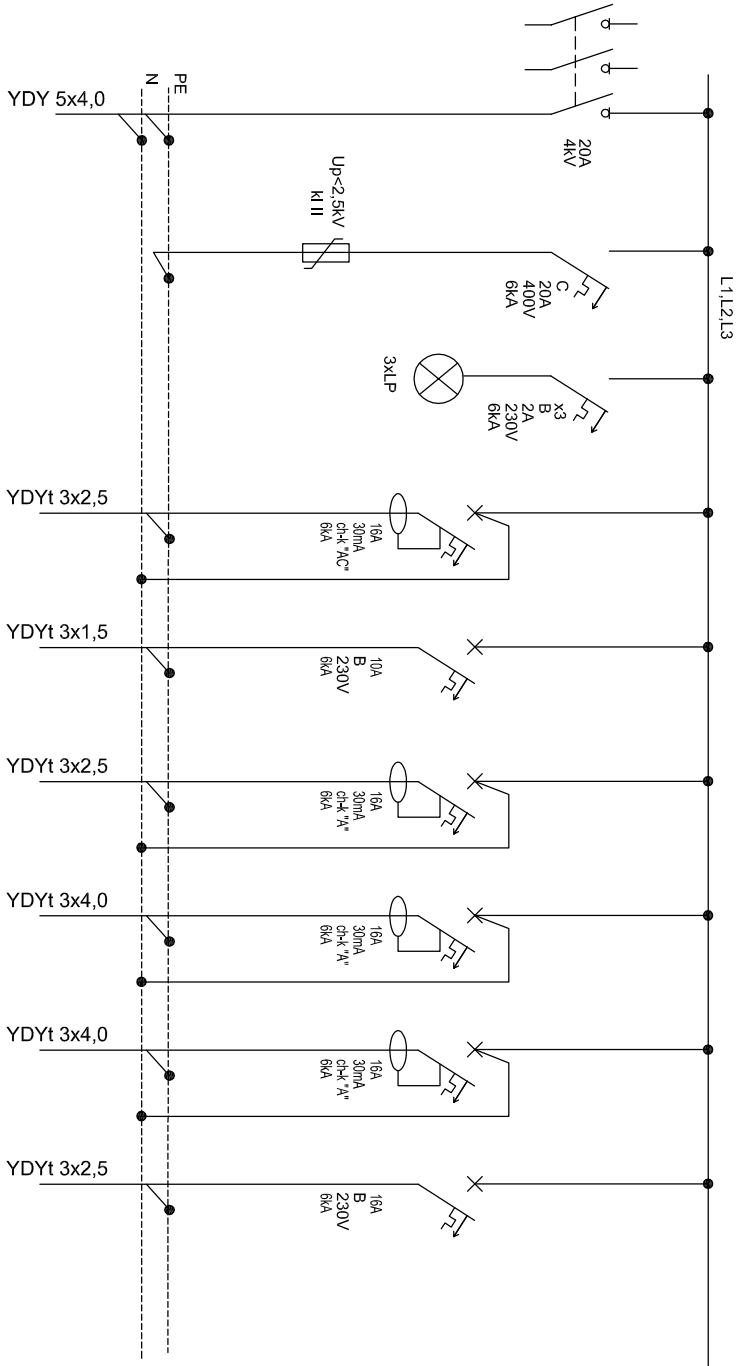 L1,L2,L3
20A
4kV
YDY 5x4,0
N
PE
C
20A
400V
6kA
Up<2,5kV
kl II
x3
B
2A
230V
6kA
3xLP
YDYt 3x2,5
16A
30mA
ch-k "AC"
6kA
YDYt 3x1,5
10A
B
230V
6kA
YDYt 3x2,5
16A
30mA
ch-k "A"
6kA
YDYt 3x4,0
16A
30mA
ch-k "A"
6kA
YDYt 3x4,0
16A
30mA
ch-k "A"
6kA
YDYt 3x2,5
16A
B
230V
6kA